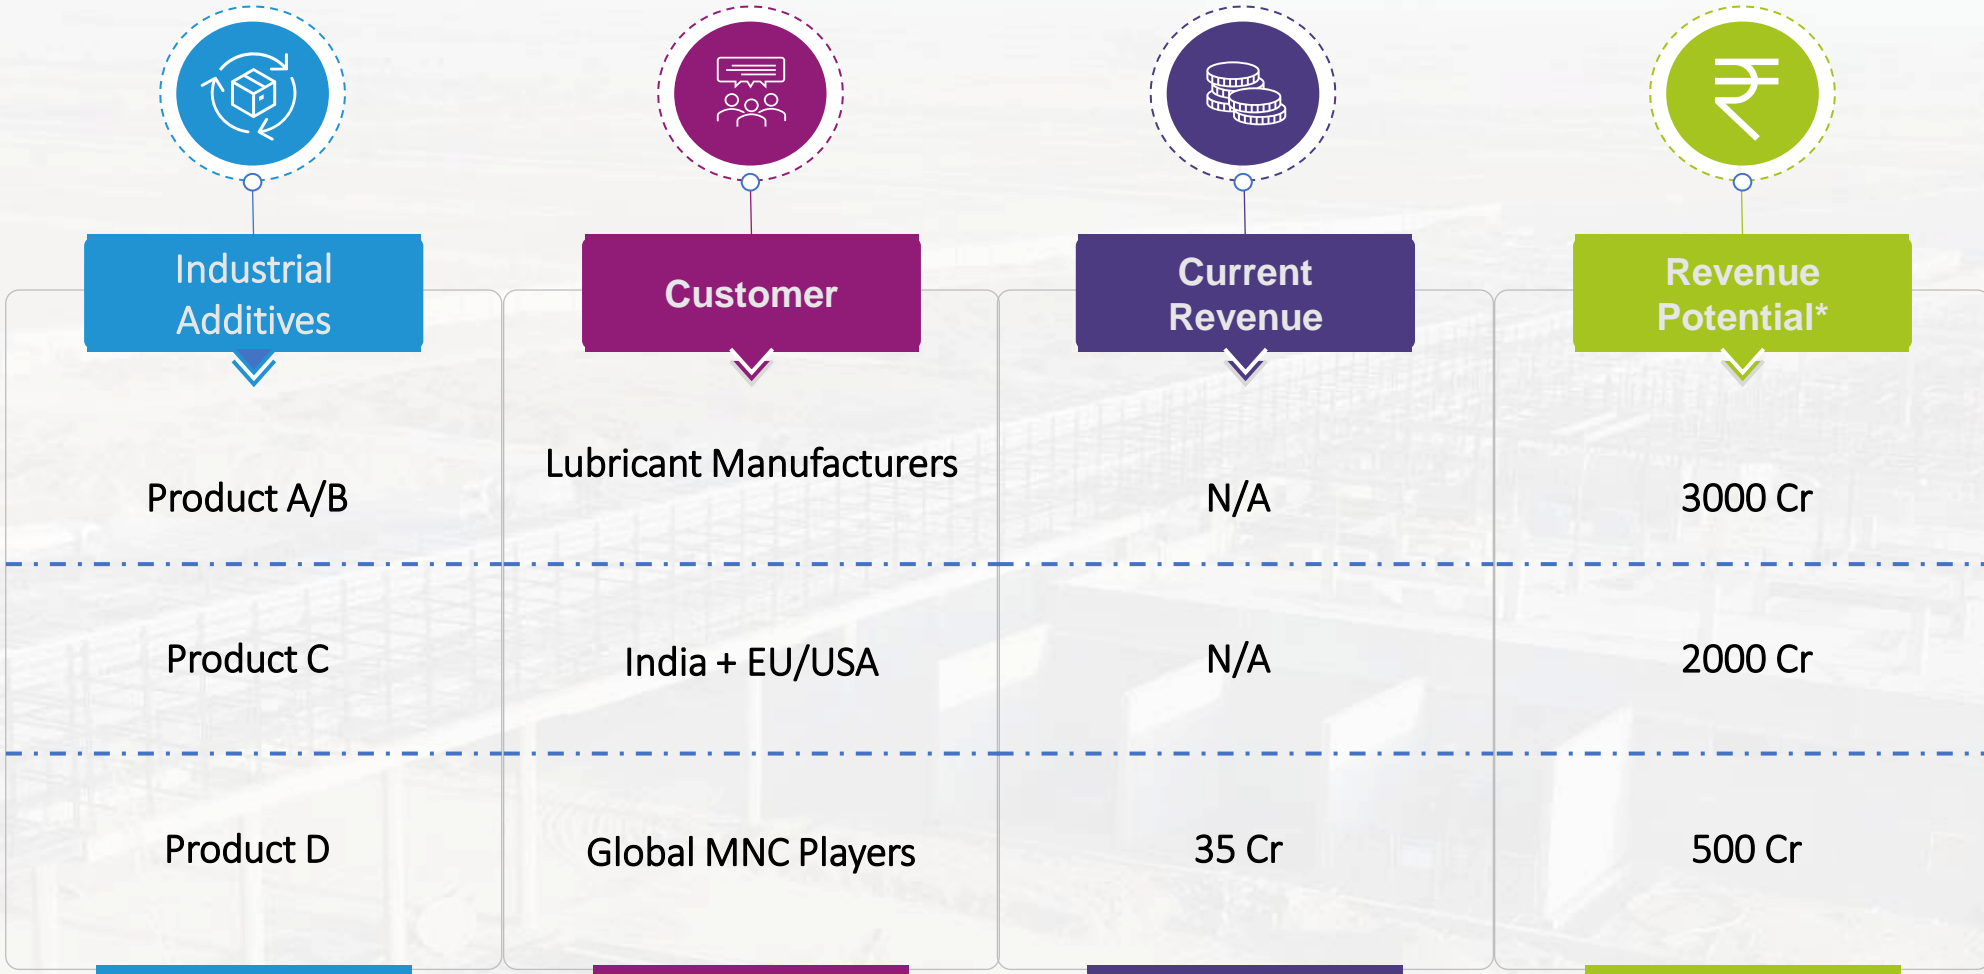 Industrial
Additives
Customer
Current
Revenue
Revenue
Potential*
Product A/B
Lubricant Manufacturers
N/A
3000 Cr
Product C
India + EU/USA
N/A
2000 Cr
Product D
Global MNC Players
35 Cr
500 Cr
₹